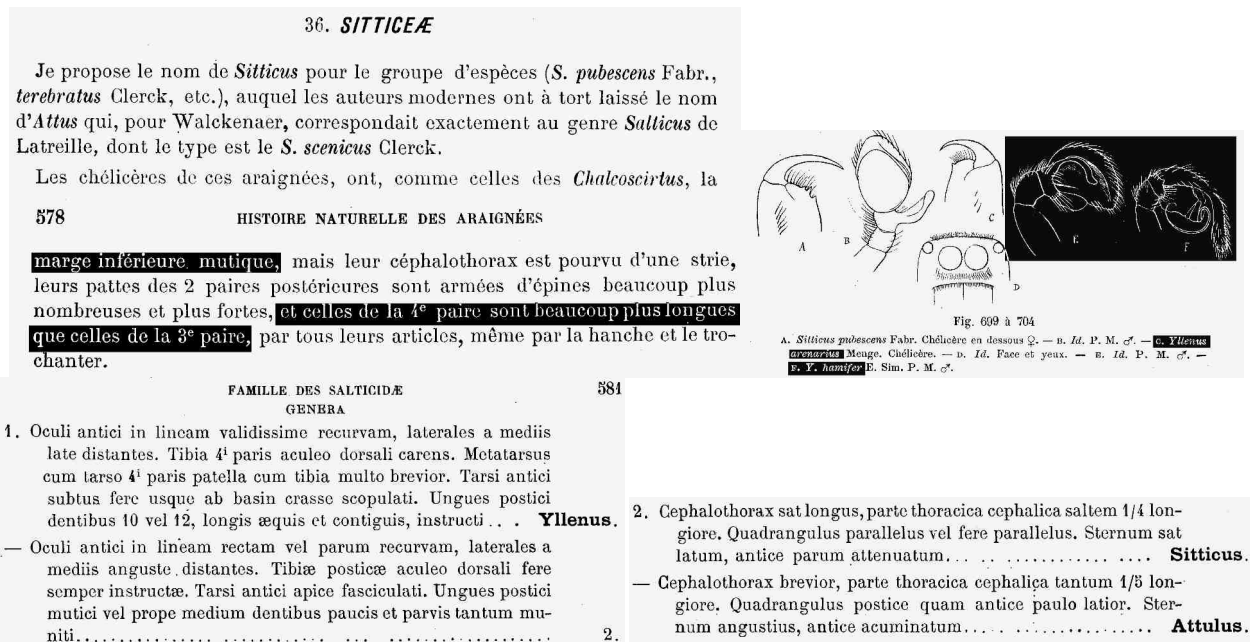 36. SITTICEÆ
Je propose le nom de Sitticus pour le groupe d'espèces (S. pubescens Fabr.,
terebratus Clerck, etc.), auquel les auteurs modernes ont à tort laissé le nom
d'Attus qui, pour Walckenaer, correspondait exactement au genre Salticus de
Latreille, dont le type est le S. scenicus Clerck.
Les chélicères de ces araignées, ont, comme celles des Chalcoscirtus, la
578 HISTOIRE NATURELLE DES ARAIGNÉES
marge inférieure mutique, mais leur céphalothorax est pourvu d'une strie,
leurs pattes des 2 paires postérieures sont armées d'épines beaucoup plus
nombreuses et plus fortes, et celles de la 4e paire sont beaucoup plus longues
que celles de la 3e paire, par tous leurs articles, même par la hanche et le tro-
chanter.
A
B
C
D
E
F
Fig. 699 à 704
A. Sitticus pubescens Fabr. Chélicère en dessous ♀. — B. Id. P. M. ♂. — C. Yllenus
arenarius Menge. Chélicère. — D. Id. Face et yeux. — E. Id. P. M. ♂. —
F. Y. hamifer E. Sim. P. M. ♂.
FAMILLE DES SALTICIDÆ 581
GENERA
1. Oculi antici in lineam validissime recurvam, laterales a mediis
late distantes. Tibia 4i paris aculeo dorsali carens. Metatarsus
cum tarso 4i paris patella cum tibia multo brevior. Tarsi antici
subtus fere usque ab basin crasse scopulati. Ungues postici
dentibus 10 vel 12, longis æquis et contiguis, instructi . . . Yllenus.
— Oculi antici in lineam rectam vel parum recurvam, laterales a
mediis anguste distantes. Tibiæ posticæ aculeo dorsali fere
semper instructæ. Tarsi antici apice fasciculati. Ungues postici
mutici vel prope medium dentibus paucis et parvis tantum mu-
niti. . . . . . . . . . . . . . . . . . . . . . . . . . . . . . 2.
2. Cephalothorax sat longus, parte thoracica cephalica saltem 1/4 lon-
giore. Quadrangulus parallelus vel fere parallelus. Sternum sat
latum, antice parum attenuatum. . . . . . . . . . . . . . . . Sitticus.
— Cephalothorax brevior, parte thoracica cephalica tantum 1/5 lon-
giore. Quadrangulus postice quam antice paulo latior. Ster-
num angustius, antice acuminatum. . . . . . . . . . . . . . . Attulus.